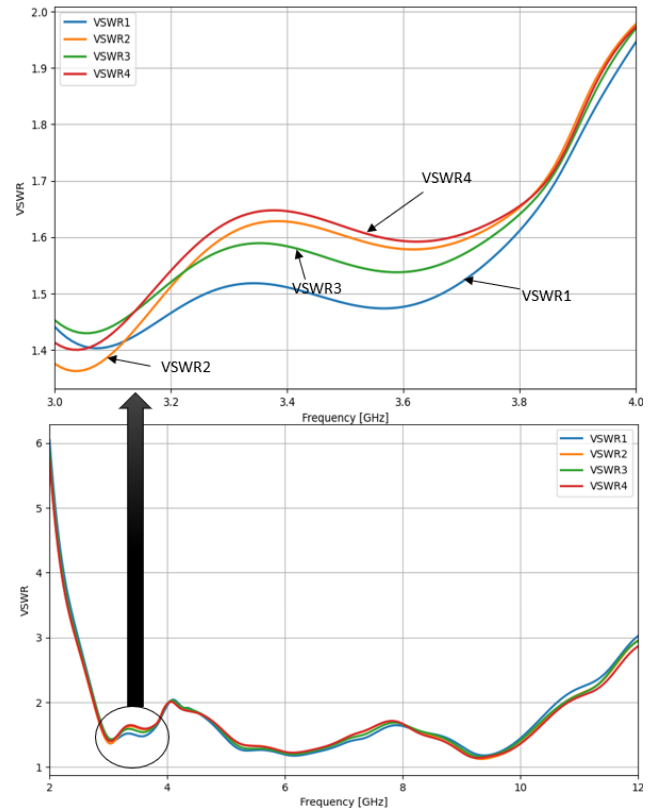 2.0
VSWR1
VSWR2
VSWR3
VSWR4
1.9
1.8
1.7
1.6
1.5
1.4
VSWR
VSWR4
VSWR3
VSWR1
VSWR2
3.0 3.2 3.4 3.6 3.8 4.0
Frequency [GHz]
6
5
4
3
2
1
VSWR
VSWR1
VSWR2
VSWR3
VSWR4
2 4 6 8 10 12
Frequency [GHz]